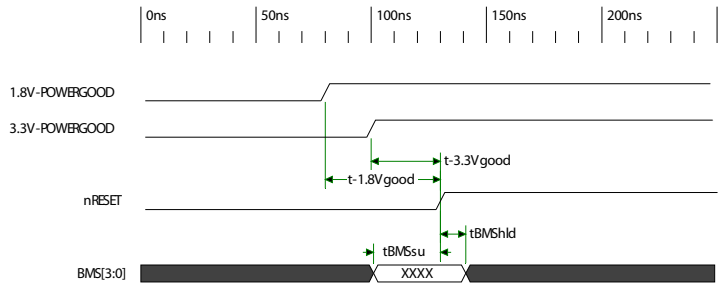 0ns 50ns 100ns 150ns 200ns
1.8V-POWERGOOD
3.3V-POWERGOOD
t-3.3Vgood
t-1.8Vgood
nRESET
tBMShld
tBMSsu
BMS[3:0] XXXX